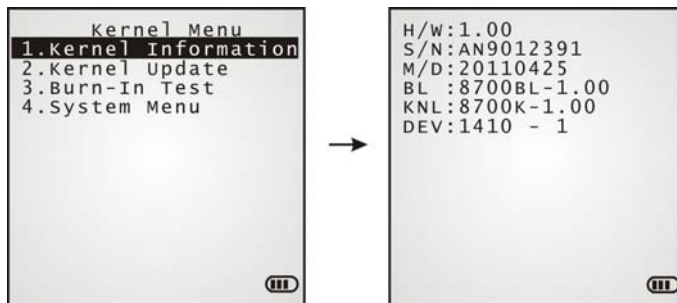 Kernel Menu
1.Kernel Information
2.Kernel Update
3.Burn-In Test
4.System Menu
H/W:1.00
S/N:AN9012391
M/D:20110425
BL :8700BL-1.00
KNL:8700K-1.00
DEV:1410 - 1